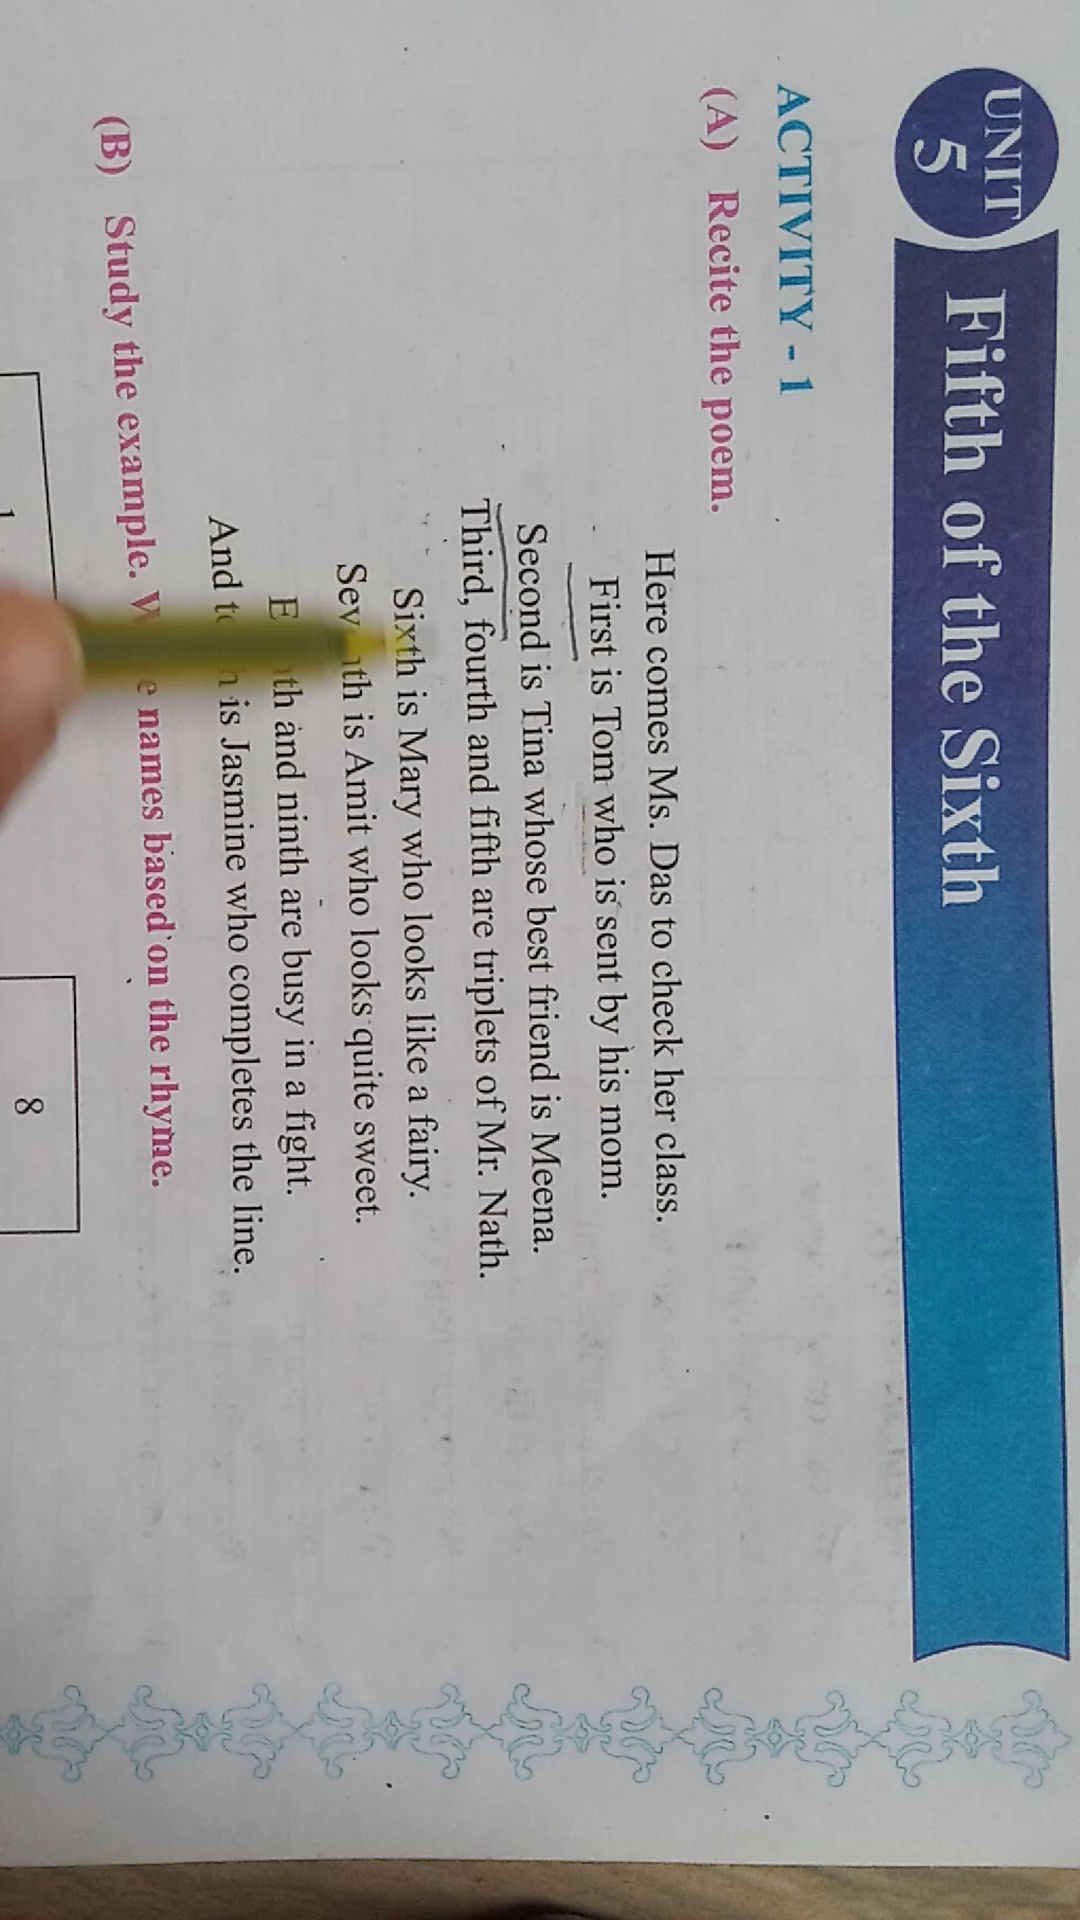 UNIT
5
Fifth of the Sixth
ACTIVITY - 1
(A) Recite the poem.
Here comes Ms. Das to check her class.
First is Tom who is sent by his mom.
Second is Tina whose best friend is Meena.
Third, fourth and fifth are triplets of Mr. Nath.
Sixth is Mary who looks like a fairy.
is Amit who looks quite sweet.
and ninth are busy in a fight.
And is Jasmine who completes the line.
(B) Study the example. names based on the rhyme.
1
8